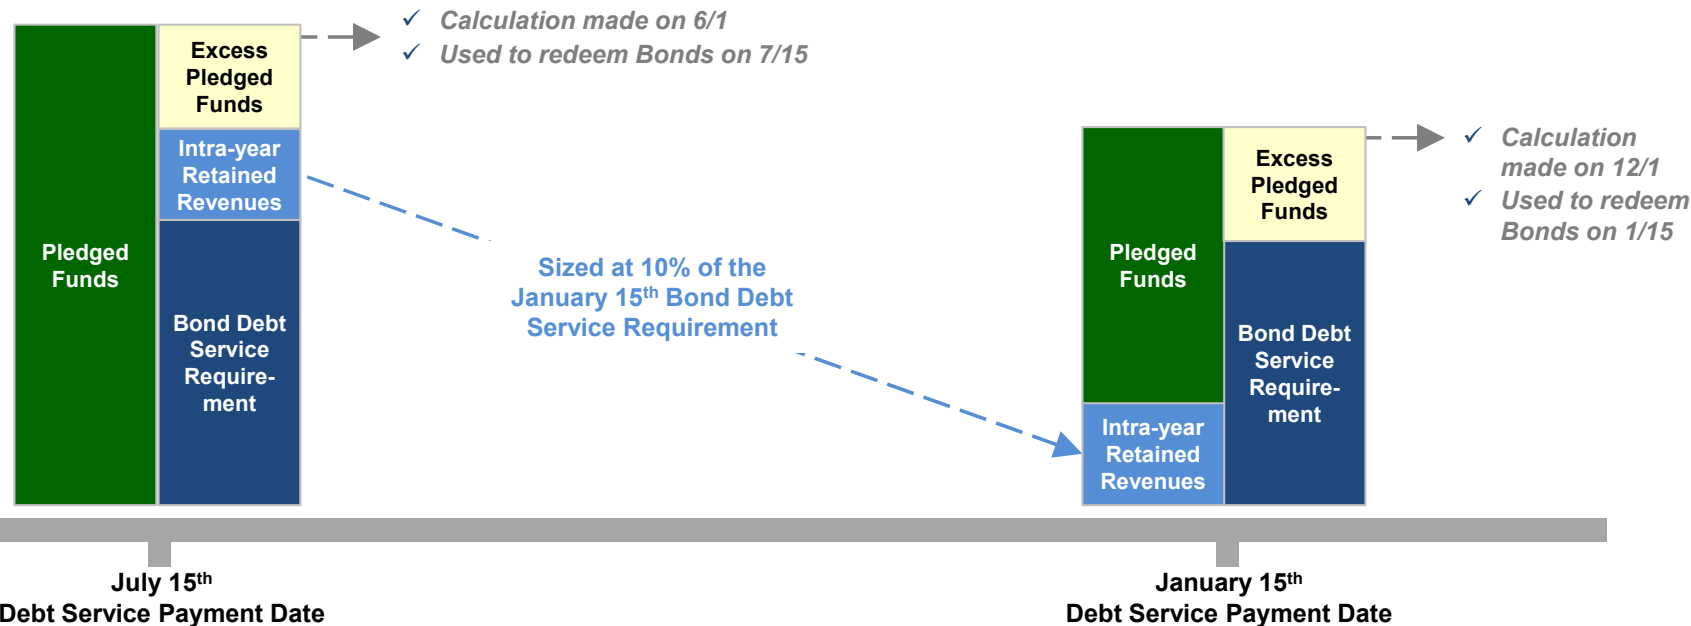 ✓ Calculation made on 6/1
✓ Used to redeem Bonds on 7/15
Excess
Pledged
Funds
Intra-year
Retained
Revenues
Pledged
Funds
Bond Debt
Service
Require-
ment
Sized at 10% of the
January 15th Bond Debt
Service Requirement
✓ Calculation
made on 12/1
✓ Used to redeem
Bonds on 1/15
Excess
Pledged
Funds
Pledged
Funds
Bond Debt
Service
Require-
ment
Intra-year
Retained
Revenues
July 15th
Debt Service Payment Date
January 15th
Debt Service Payment Date